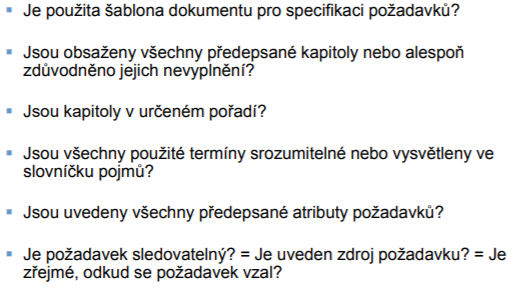 ▪ Je použita šablona dokumentu pro specifikaci požadavků?
▪ Jsou obsaženy všechny předepsané kapitoly nebo alespoň
zdůvodněno jejich nevyplnění?
▪ Jsou kapitoly v určeném pořadí?
▪ Jsou všechny použité termíny srozumitelné nebo vysvětleny ve
slovníčku pojmů?
▪ Jsou uvedeny všechny předepsané atributy požadavků?
▪ Je požadavek sledovatelný? = Je uveden zdroj požadavku? = Je
zřejmé, odkud se požadavek vzal?